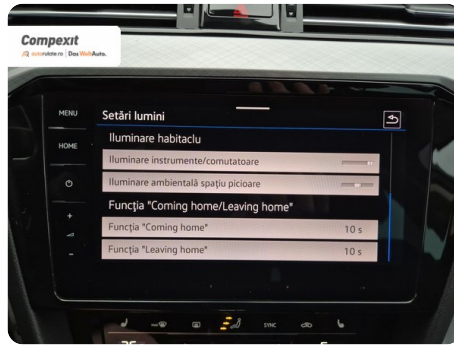 Compexit
autorulate.ro | Das WeltAuto.
MENU
Setări lumini
HOME
Iluminare habitaclu
Iluminare instrumente/comutatoare
Iluminare ambientală spațiu picioare
Funcția "Coming home/Leaving home"
Funcția "Coming home" 10 s
Funcția "Leaving home" 10 s
SYNC